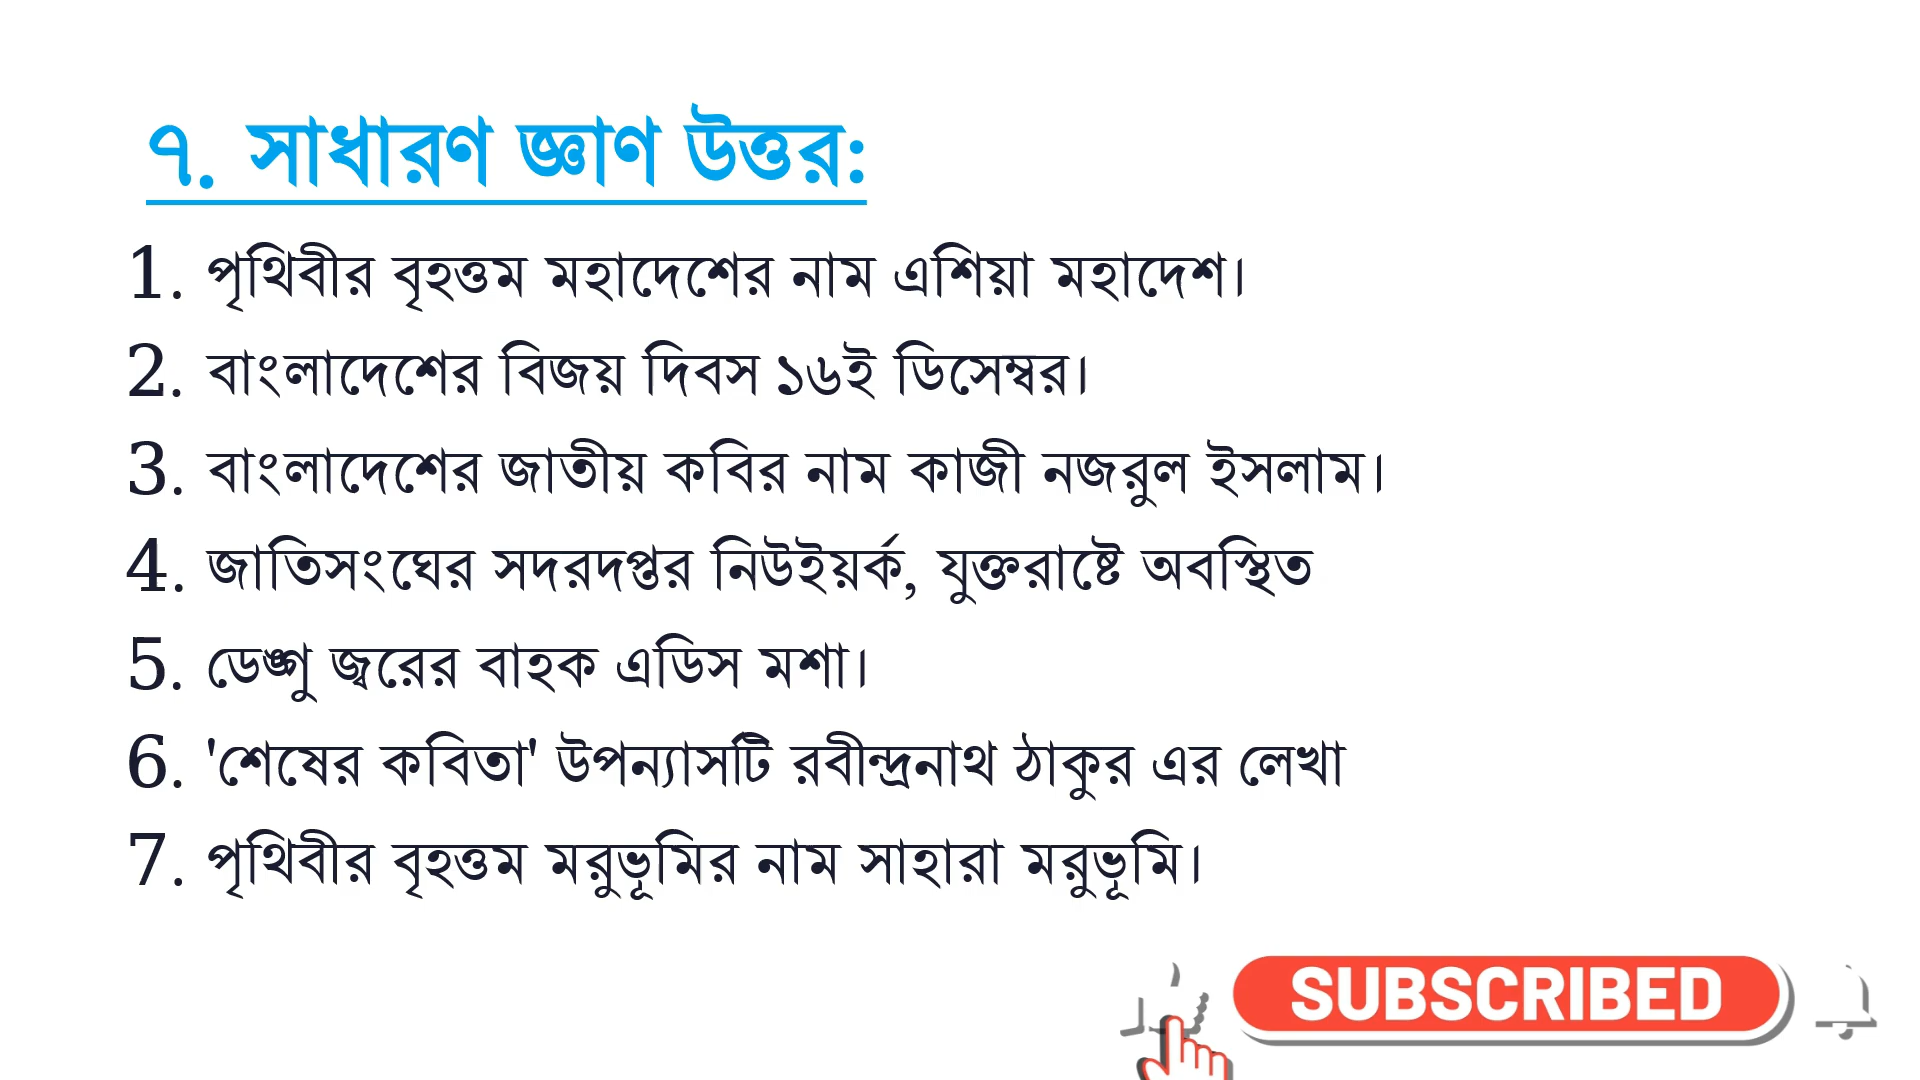 ৭. সাধারণ জ্ঞাণ উত্তর:
1. পৃথিবীর বৃহত্তম মহাদেশের নাম এশিয়া মহাদেশ।
2. বাংলাদেশের বিজয় দিবস ১৬ই ডিসেম্বর।
3. বাংলাদেশের জাতীয় কবির নাম কাজী নজরুল ইসলাম।
4. জাতিসংঘের সদরদপ্তর নিউইয়র্ক, যুক্তরাষ্টে অবস্থিত
5. ডেঙ্গু জ্বরের বাহক এডিস মশা।
6. 'শেষের কবিতা' উপন্যাসটি রবীন্দ্রনাথ ঠাকুর এর লেখা
7. পৃথিবীর বৃহত্তম মরুভূমির নাম সাহারা মরুভূমি।
SUBSCRIBED